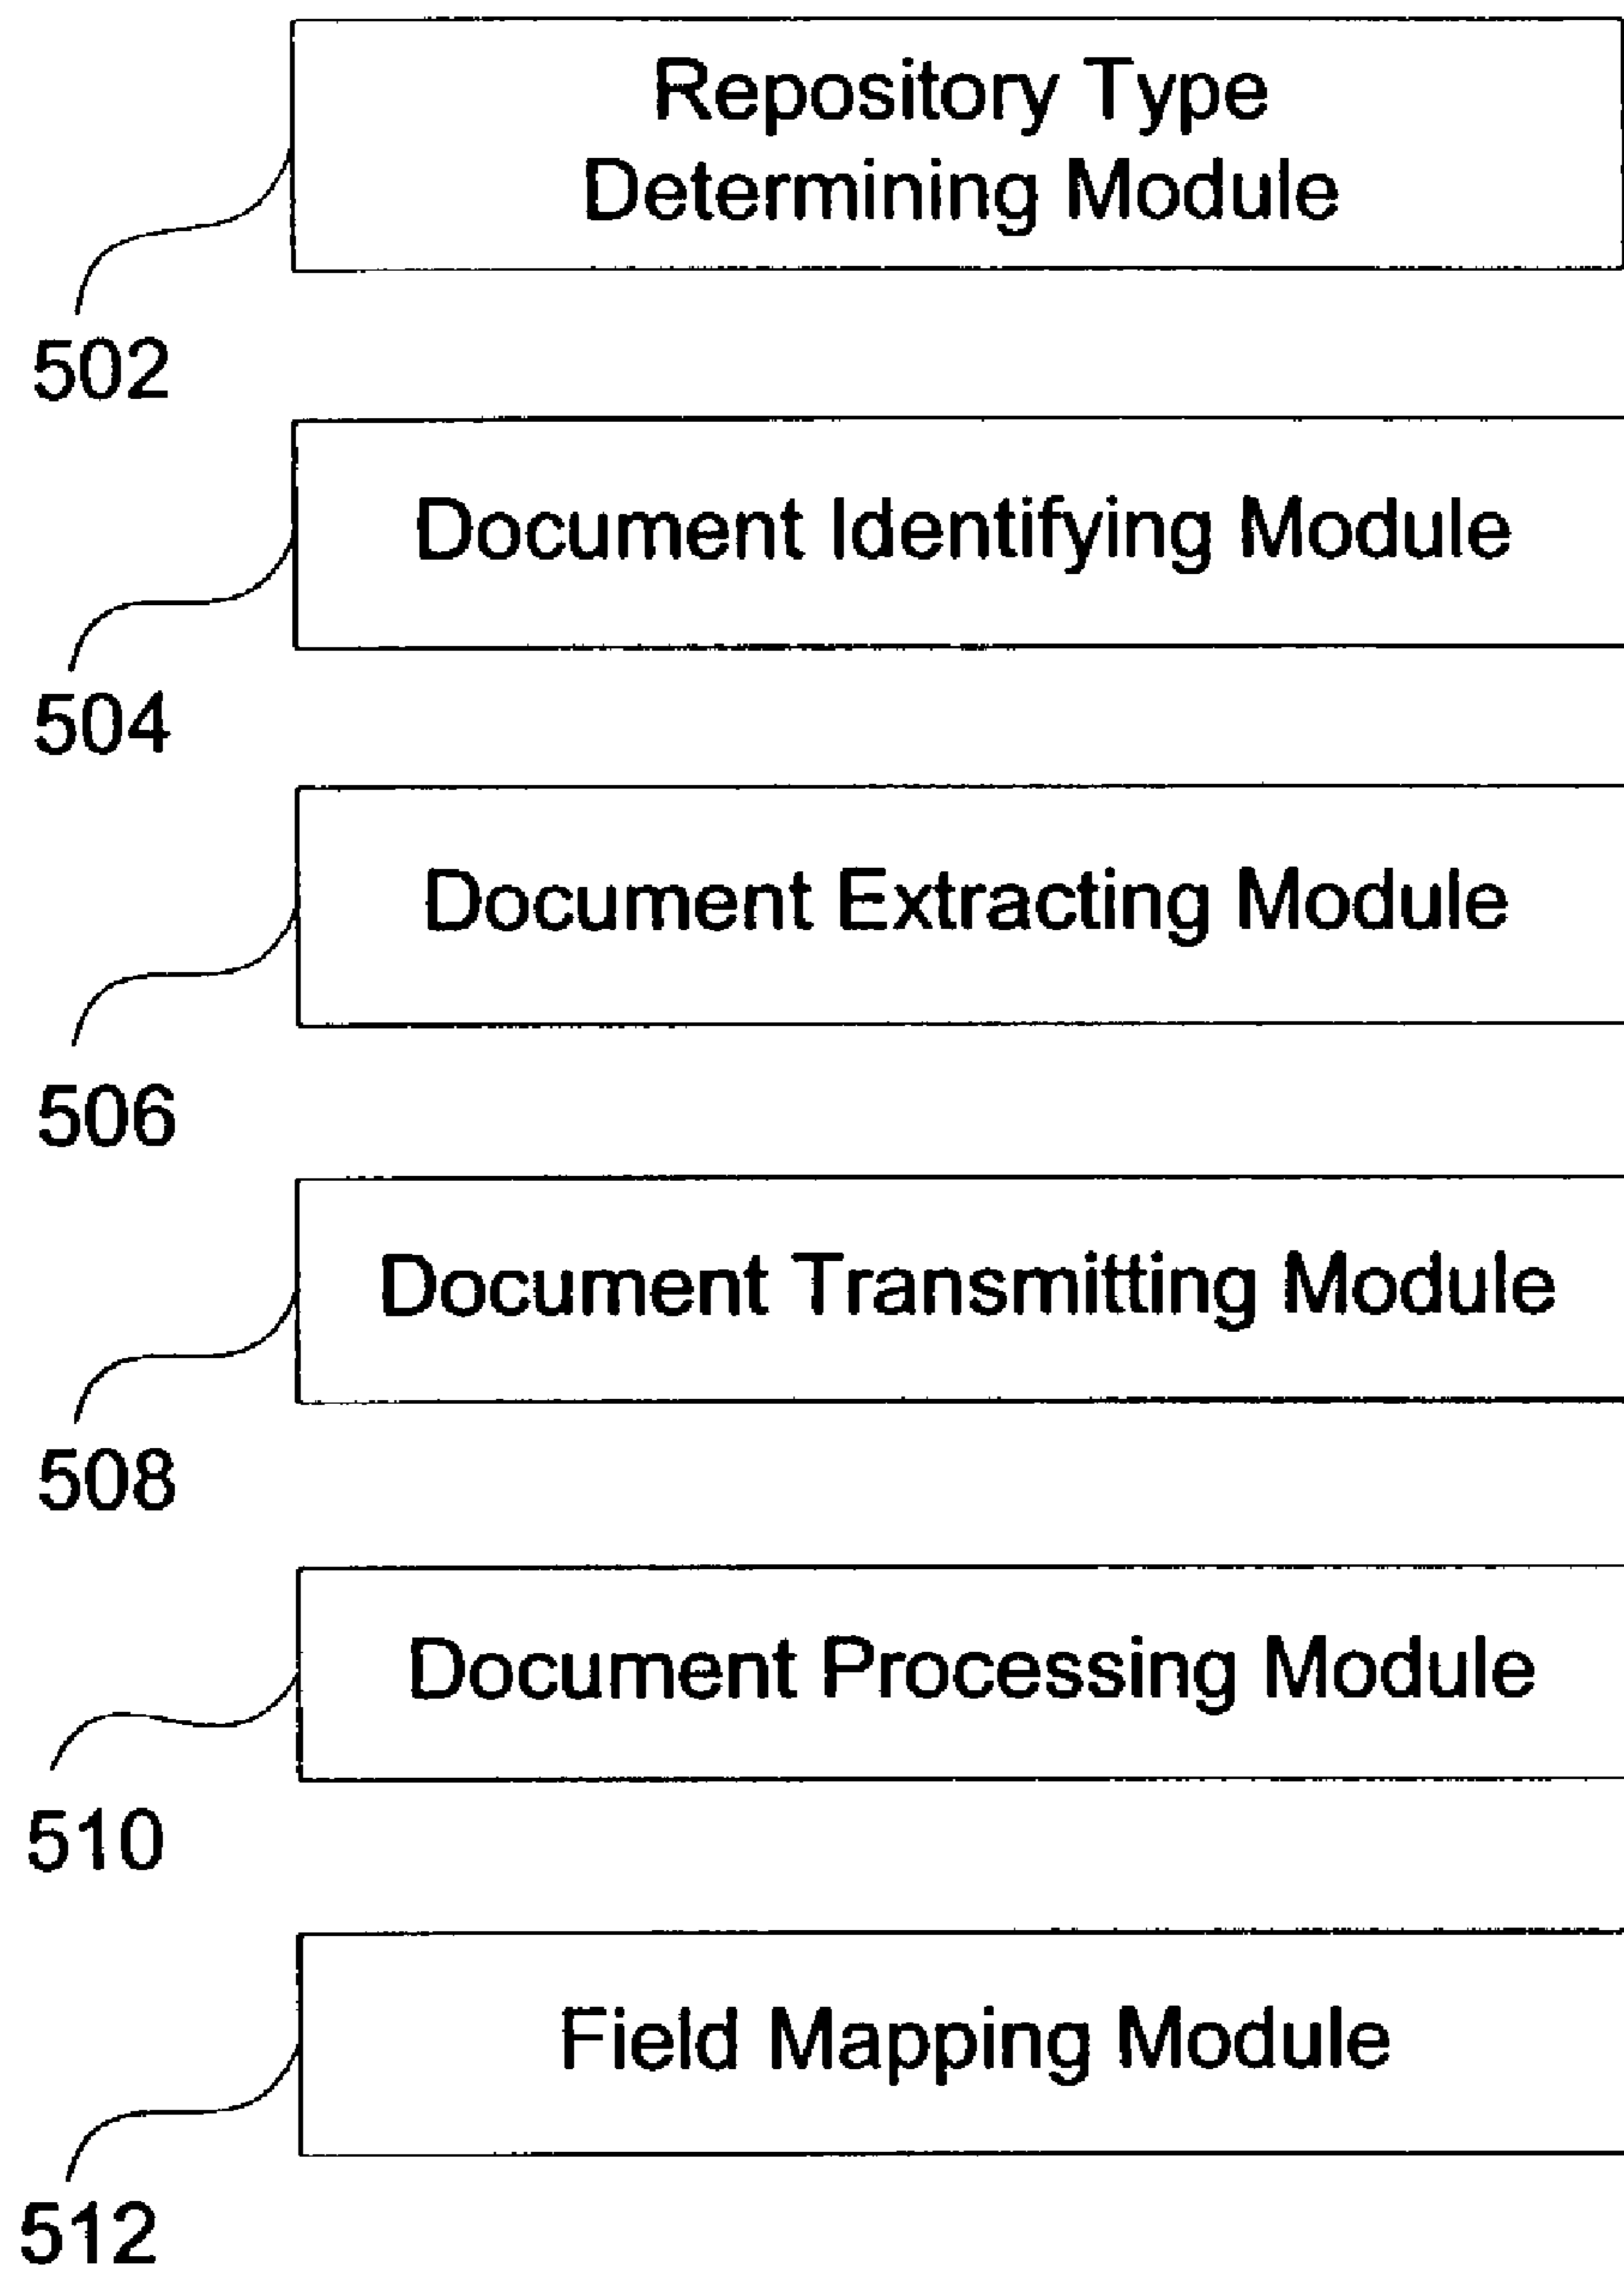 Repository Type
Determining Module
502
Document Identifying Module
504
Document Extracting Module
506
Document Transmitting Module
508
Document Processing Module
510
Field Mapping Module
512